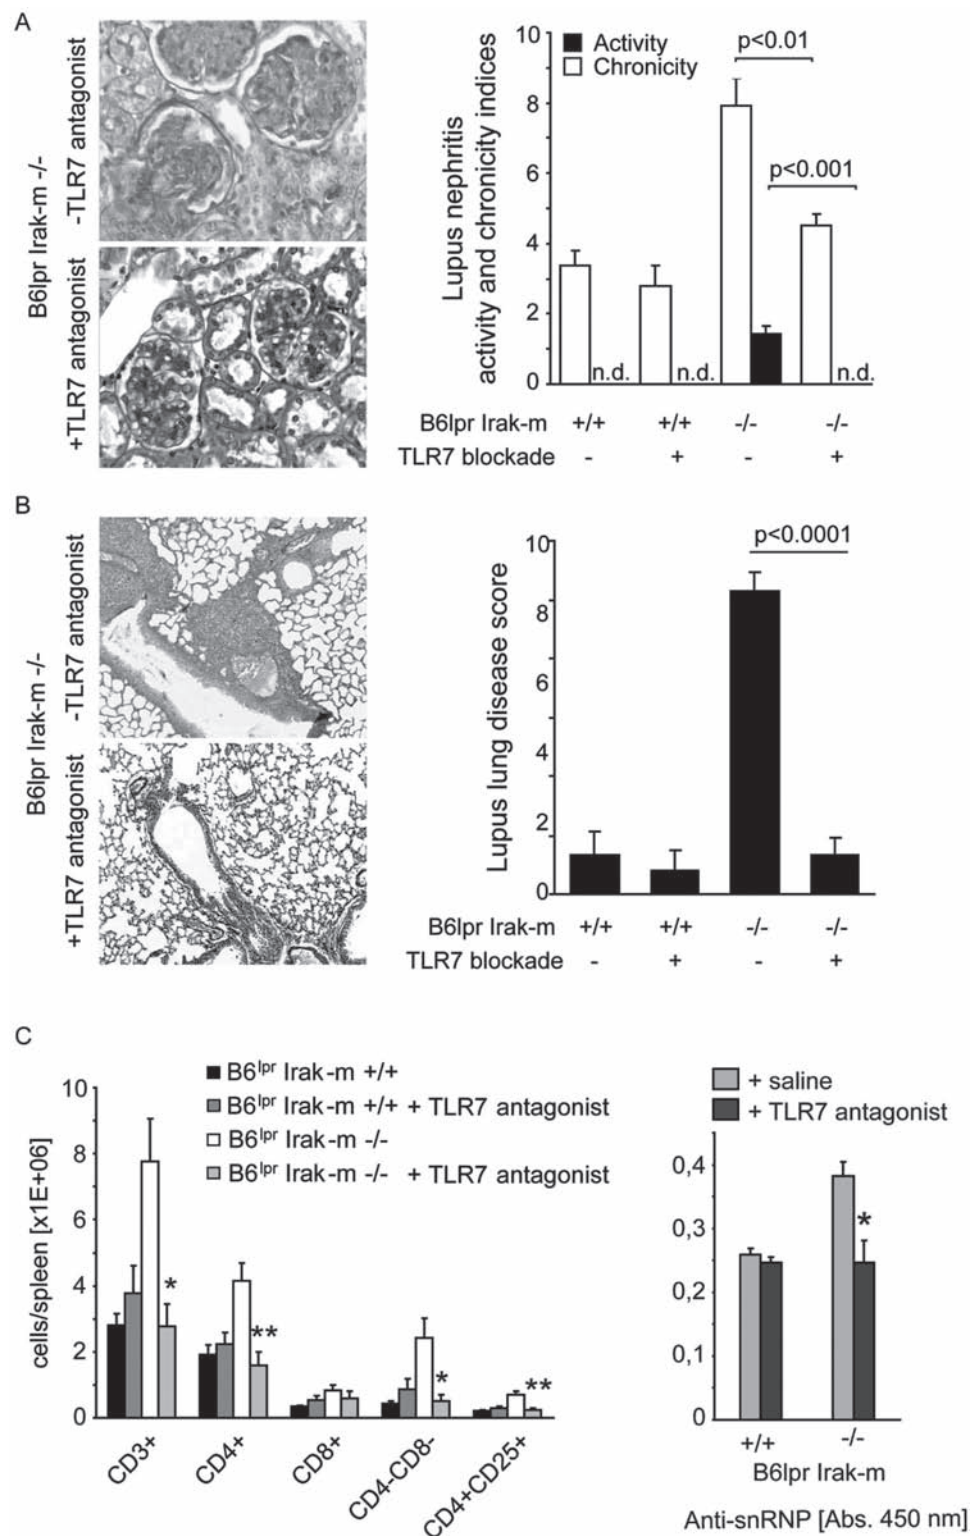 A
B6lpr Irak-m -/-
-TLR7 antagonist
+TLR7 antagonist
Lupus nephritis
activity and chronicity indices
Activity
Chronicity
p<0.01
p<0.001
10
8
6
4
2
0
n.d.
n.d.
n.d.
B6lpr Irak-m +/+ +/+ -/- -/-
TLR7 blockade - + - +
B
B6lpr Irak-m -/-
-TLR7 antagonist
+TLR7 antagonist
Lupus lung disease score
p<0.0001
10
8
6
4
2
0
B6lpr Irak-m +/+ +/+ -/- -/-
TLR7 blockade - + - +
C
B6lpr Irak-m +/+
B6lpr Irak-m +/+ + TLR7 antagonist
B6lpr Irak-m -/-
B6lpr Irak-m -/- + TLR7 antagonist
cells/spleen [x1E+06]
10
8
6
4
2
0
*
**
*
**
CD3+
CD4+
CD8+
CD4-CD8-
CD4+CD25+
+ saline
+ TLR7 antagonist
0,4
0,3
0,2
0,1
0
*
+/+ -/-
B6lpr Irak-m
Anti-snRNP [Abs. 450 nm]